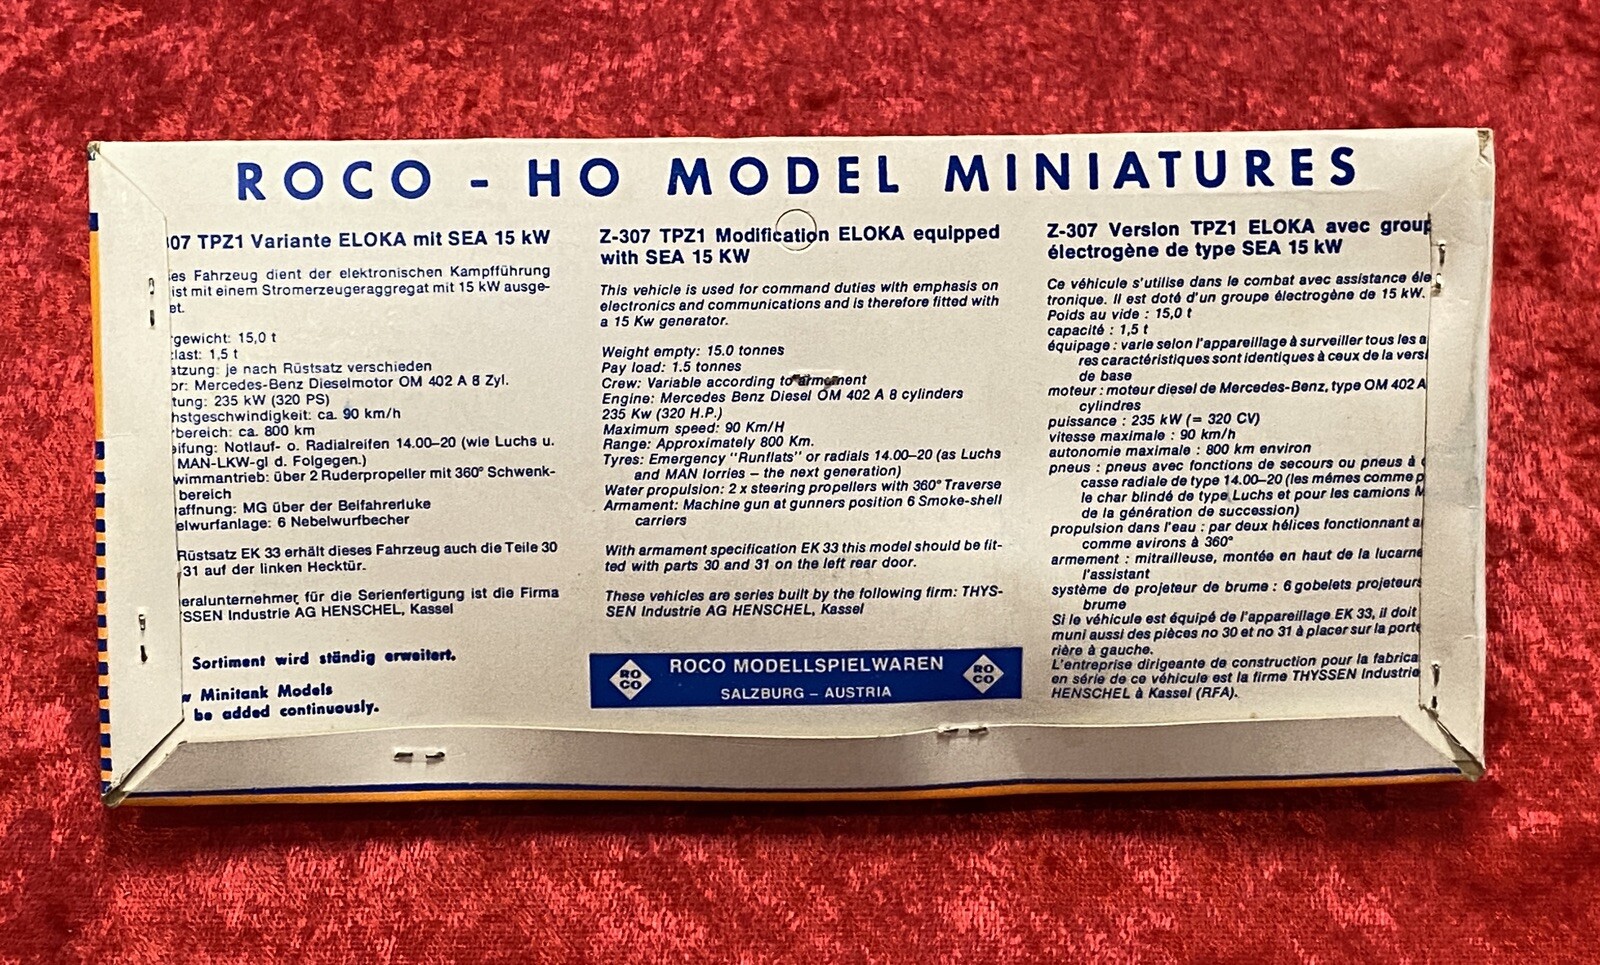 ROCO - HO MODEL MINIATURES
307 TPZ1 Variante ELOKA mit SEA 15 kW
es Fahrzeug dient der elektronischen Kampfführung
ist mit einem Stromerzeugeraggregat mit 15 kW ausge-
et.
gewicht: 15,0 t
last: 1,5 t
atzung: je nach Rüstsatz verschieden
or: Mercedes-Benz Dieselmotor OM 402 A 8 Zyl.
tung: 235 kW (320 PS)
hstgeschwindigkeit: ca. 90 km/h
bereich: ca. 800 km
ifung: Notlauf- o. Radialreifen 14.00–20 (wie Luchs u.
MAN-LKW-gl d. Folgegen.)
wimmantrieb: über 2 Ruderpropeller mit 360° Schwenk-
bereich
affnung: MG über der Beifahrerluke
elwurfanlage: 6 Nebelwurfbecher
Rüstsatz EK 33 erhält dieses Fahrzeug auch die Teile 30
31 auf der linken Hecktür.
eralunternehmer für die Serienfertigung ist die Firma
YSSEN Industrie AG HENSCHEL, Kassel
Sortiment wird ständig erweitert.
w Minitank Models
be added continuously.
Z-307 TPZ1 Modification ELOKA equipped
with SEA 15 KW
This vehicle is used for command duties with emphasis on
electronics and communications and is therefore fitted with
a 15 Kw generator.
Weight empty: 15.0 tonnes
Pay load: 1.5 tonnes
Crew: Variable according to armament
Engine: Mercedes Benz Diesel OM 402 A 8 cylinders
235 Kw (320 H.P.)
Maximum speed: 90 Km/H
Range: Approximately 800 Km.
Tyres: Emergency "Runflats" or radials 14.00–20 (as Luchs
and MAN lorries – the next generation)
Water propulsion: 2 x steering propellers with 360° Traverse
Armament: Machine gun at gunners position 6 Smoke-shell
carriers
With armament specification EK 33 this model should be fit-
ted with parts 30 and 31 on the left rear door.
These vehicles are series built by the following firm: THYS-
SEN Industrie AG HENSCHEL, Kassel
RO
CO
ROCO MODELLSPIELWAREN
SALZBURG – AUSTRIA
RO
CO
Z-307 Version TPZ1 ELOKA avec group
électrogène de type SEA 15 kW
Ce véhicule s'utilise dans le combat avec assistance éle
tronique. Il est doté d'un groupe électrogène de 15 kW.
Poids au vide : 15,0 t
capacité : 1,5 t
équipage : varie selon l'appareillage à surveiller tous les a
res caractéristiques sont identiques à ceux de la versi
de base
moteur : moteur diesel de Mercedes-Benz, type OM 402 A
cylindres
puissance : 235 kW (= 320 CV)
vitesse maximale : 90 km/h
autonomie maximale : 800 km environ
pneus : pneus avec fonctions de secours ou pneus à c
casse radiale de type 14.00–20 (les mêmes comme p
le char blindé de type Luchs et pour les camions M
de la génération de succession)
propulsion dans l'eau : par deux hélices fonctionnant a
comme avirons à 360°
armement : mitrailleuse, montée en haut de la lucarne
l'assistant
système de projeteur de brume : 6 gobelets projeteurs
brume
Si le véhicule est équipé de l'appareillage EK 33, il doit
muni aussi des pièces no 30 et no 31 à placer sur la porte
rière à gauche.
L'entreprise dirigeante de construction pour la fabrica
en série de ce véhicule est la firme THYSSEN Industrie
HENSCHEL à Kassel (RFA).